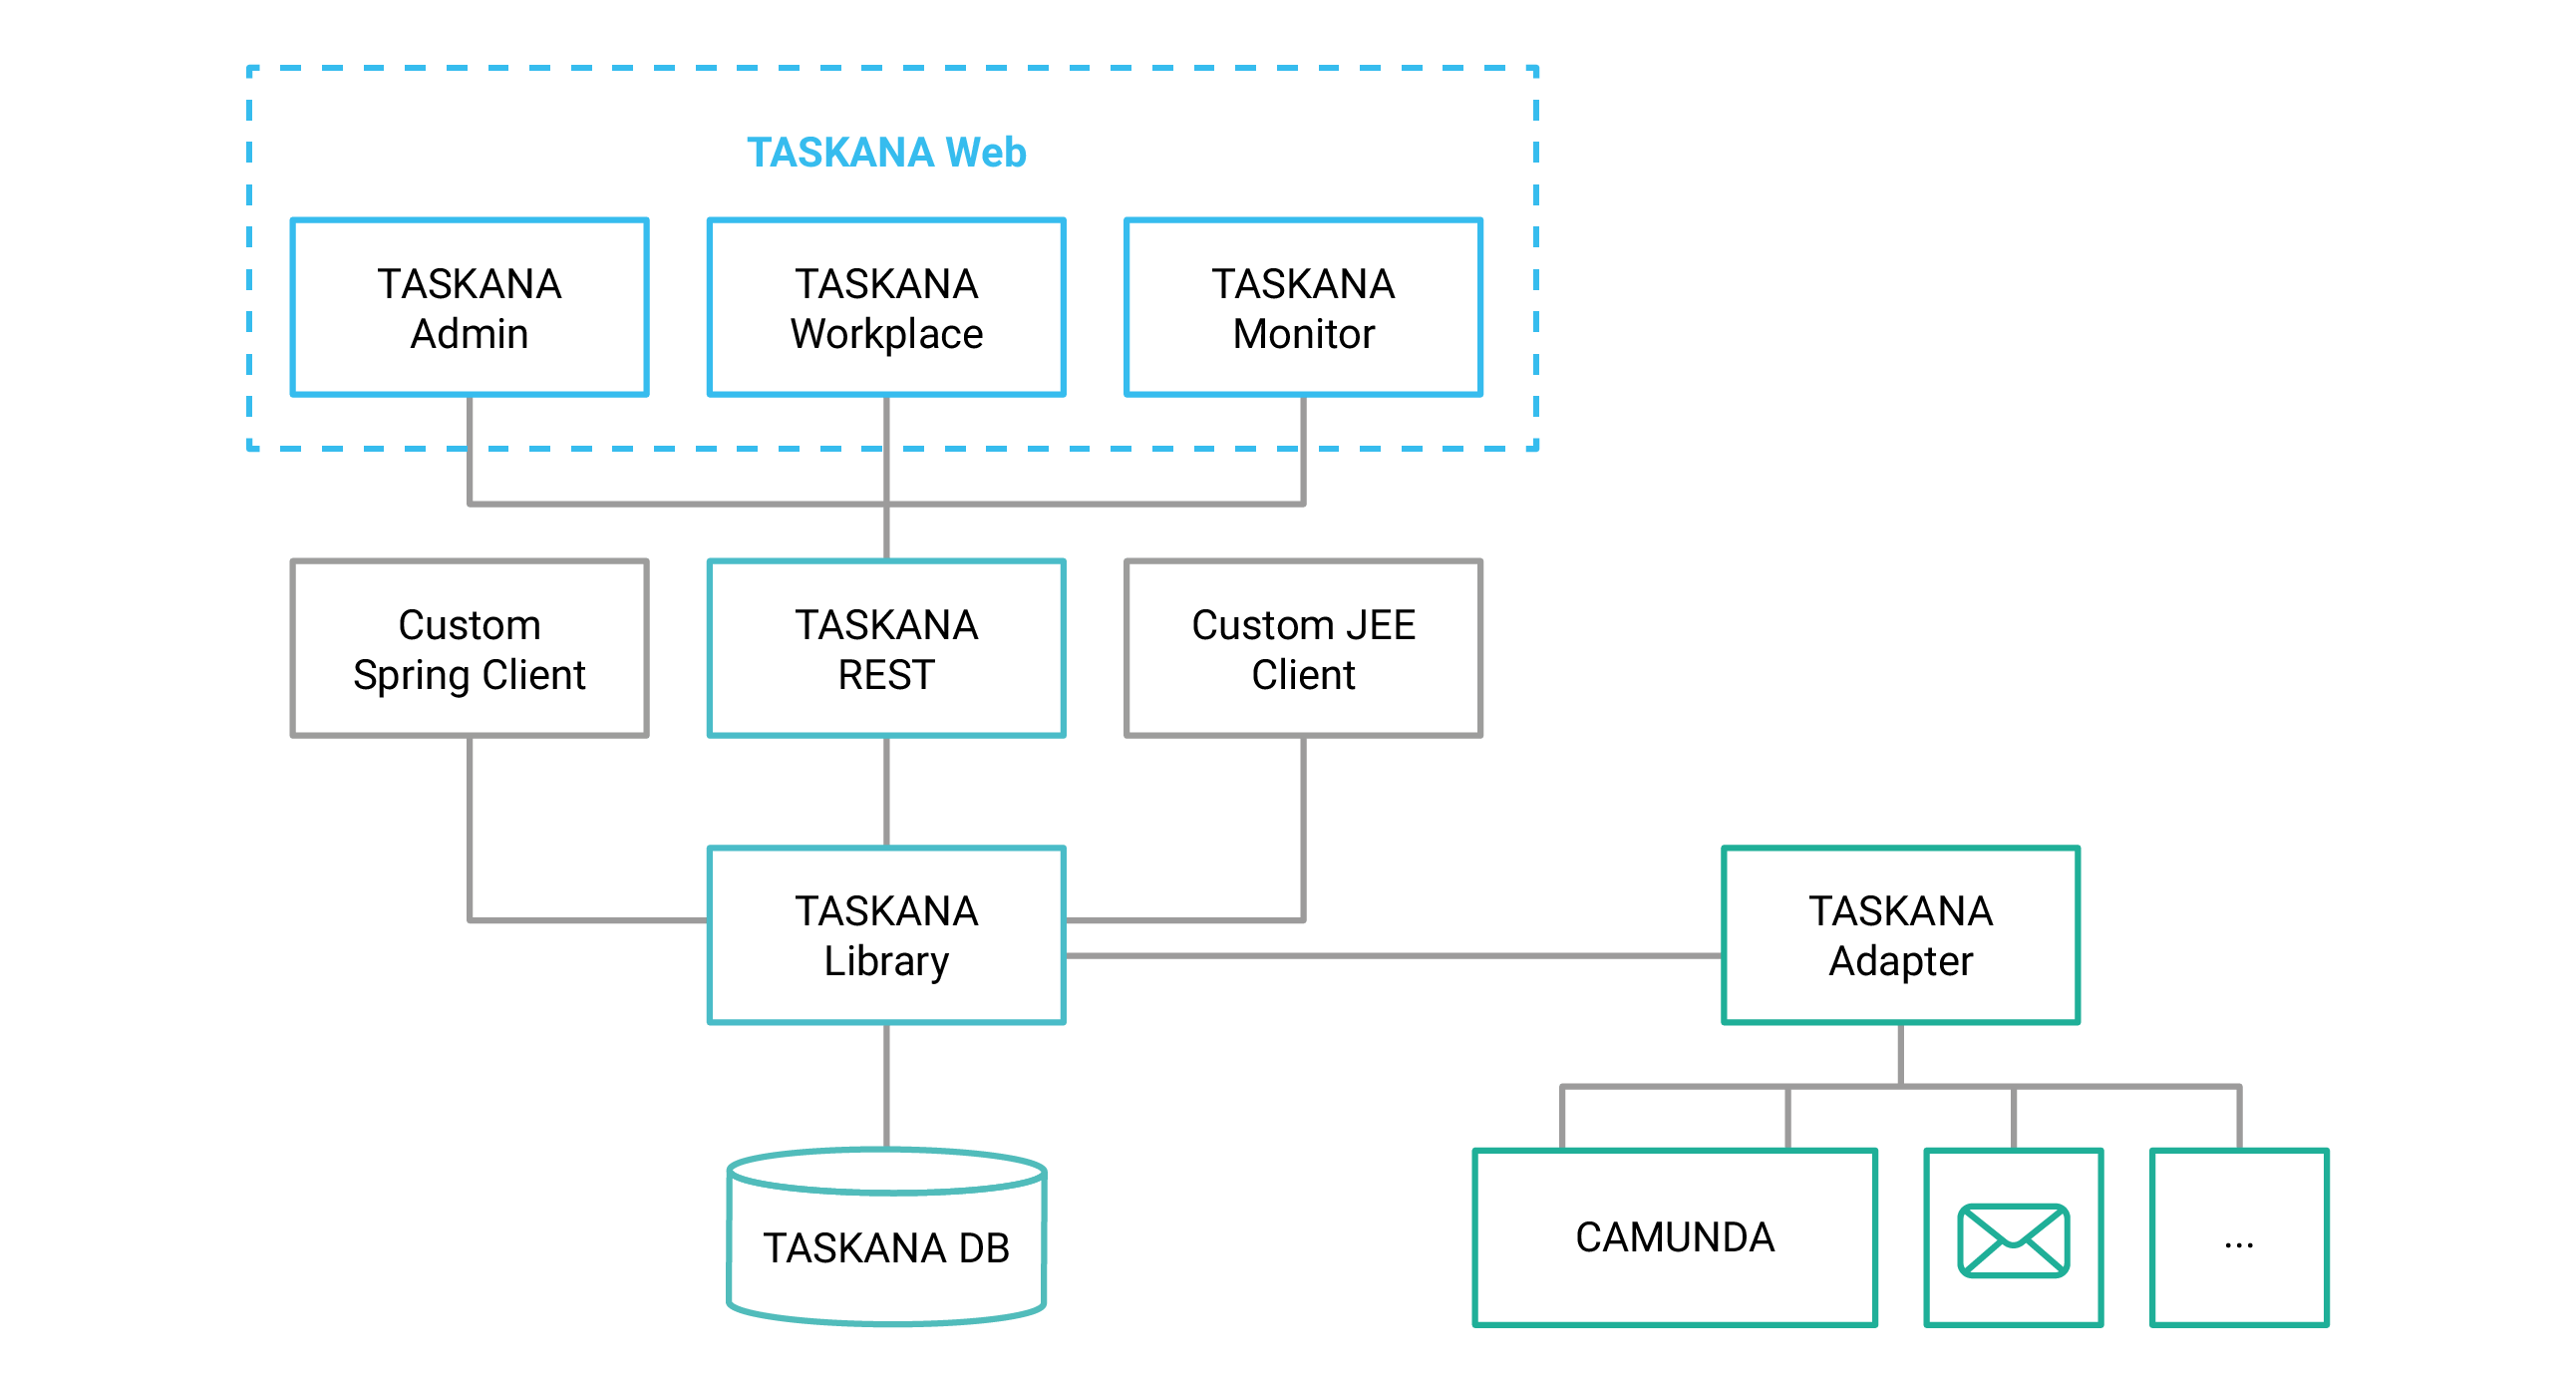 TASKANA Web
TASKANA
Admin
TASKANA
Workplace
TASKANA
Monitor
Custom
Spring Client
TASKANA
REST
Custom JEE
Client
TASKANA
Library
TASKANA
Adapter
TASKANA DB
CAMUNDA
...